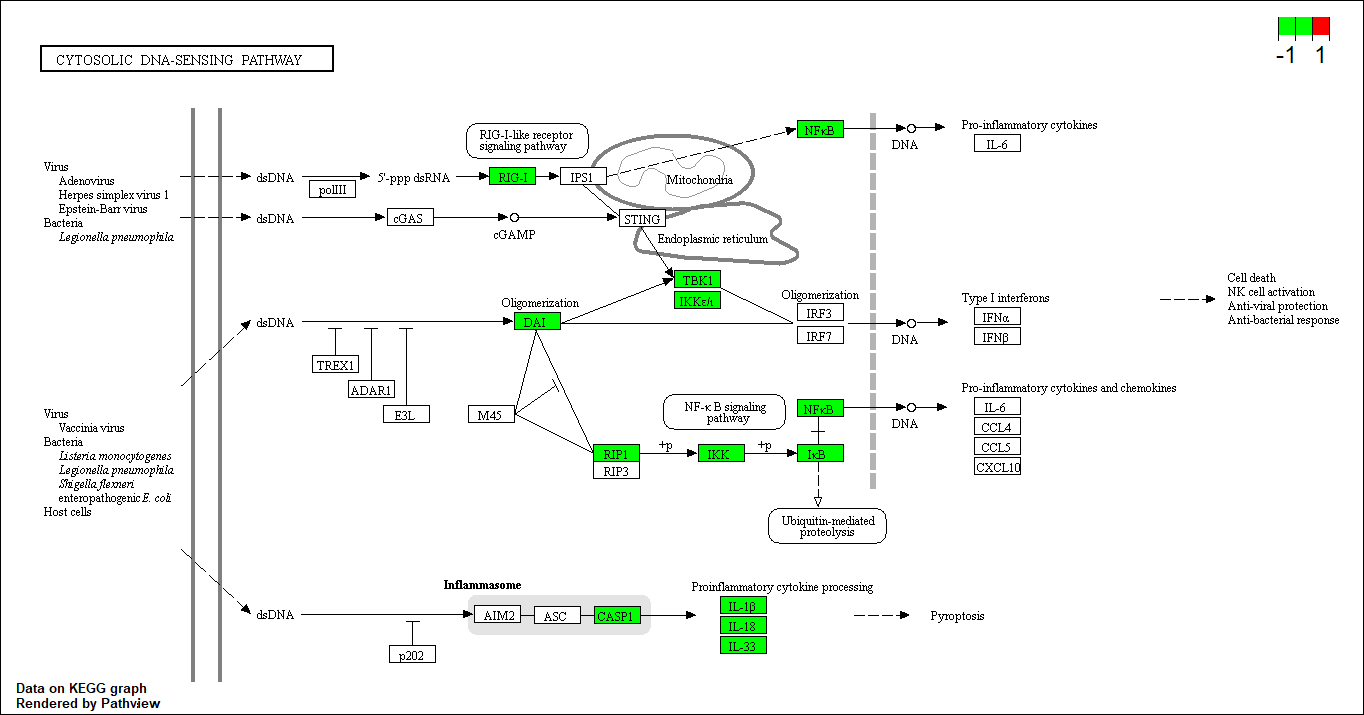 -1 1
CYTOSOLIC DNA-SENSING PATHWAY
RIG-I-like receptor
signaling pathway
NFκB
DNA
Pro-inflammatory cytokines
IL-6
Virus
Adenovirus
Herpes simplex virus 1
Epstein-Barr virus
Bacteria
Legionella pneumophila
dsDNA
polIII
5'-ppp dsRNA
RIG-I
IPS1
Mitochondria
dsDNA
cGAS
cGAMP
STING
Endoplasmic reticulum
TBK1
IKKε/ι
Oligomerization
dsDNA
DAI
Oligomerization
IRF3
IRF7
DNA
Type I interferons
IFNα
IFNβ
Cell death
NK cell activation
Anti-viral protection
Anti-bacterial response
TREX1
ADAR1
E3L
M45
NF-κ B signaling
pathway
NFκB
DNA
Pro-inflammatory cytokines and chemokines
IL-6
CCL4
CCL5
CXCL10
Virus
Vaccinia virus
Bacteria
Listeria monocytogenes
Legionella pneumophila
Shigella flexneri
enteropathogenic E. coli
Host cells
RIP1
RIP3
+p
IKK
+p
IκB
Ubiquitin-mediated
proteolysis
Inflammasome
dsDNA
AIM2
ASC
CASP1
p202
Proinflammatory cytokine processing
IL-1β
IL-18
IL-33
Pyroptosis
Data on KEGG graph
Rendered by Pathview